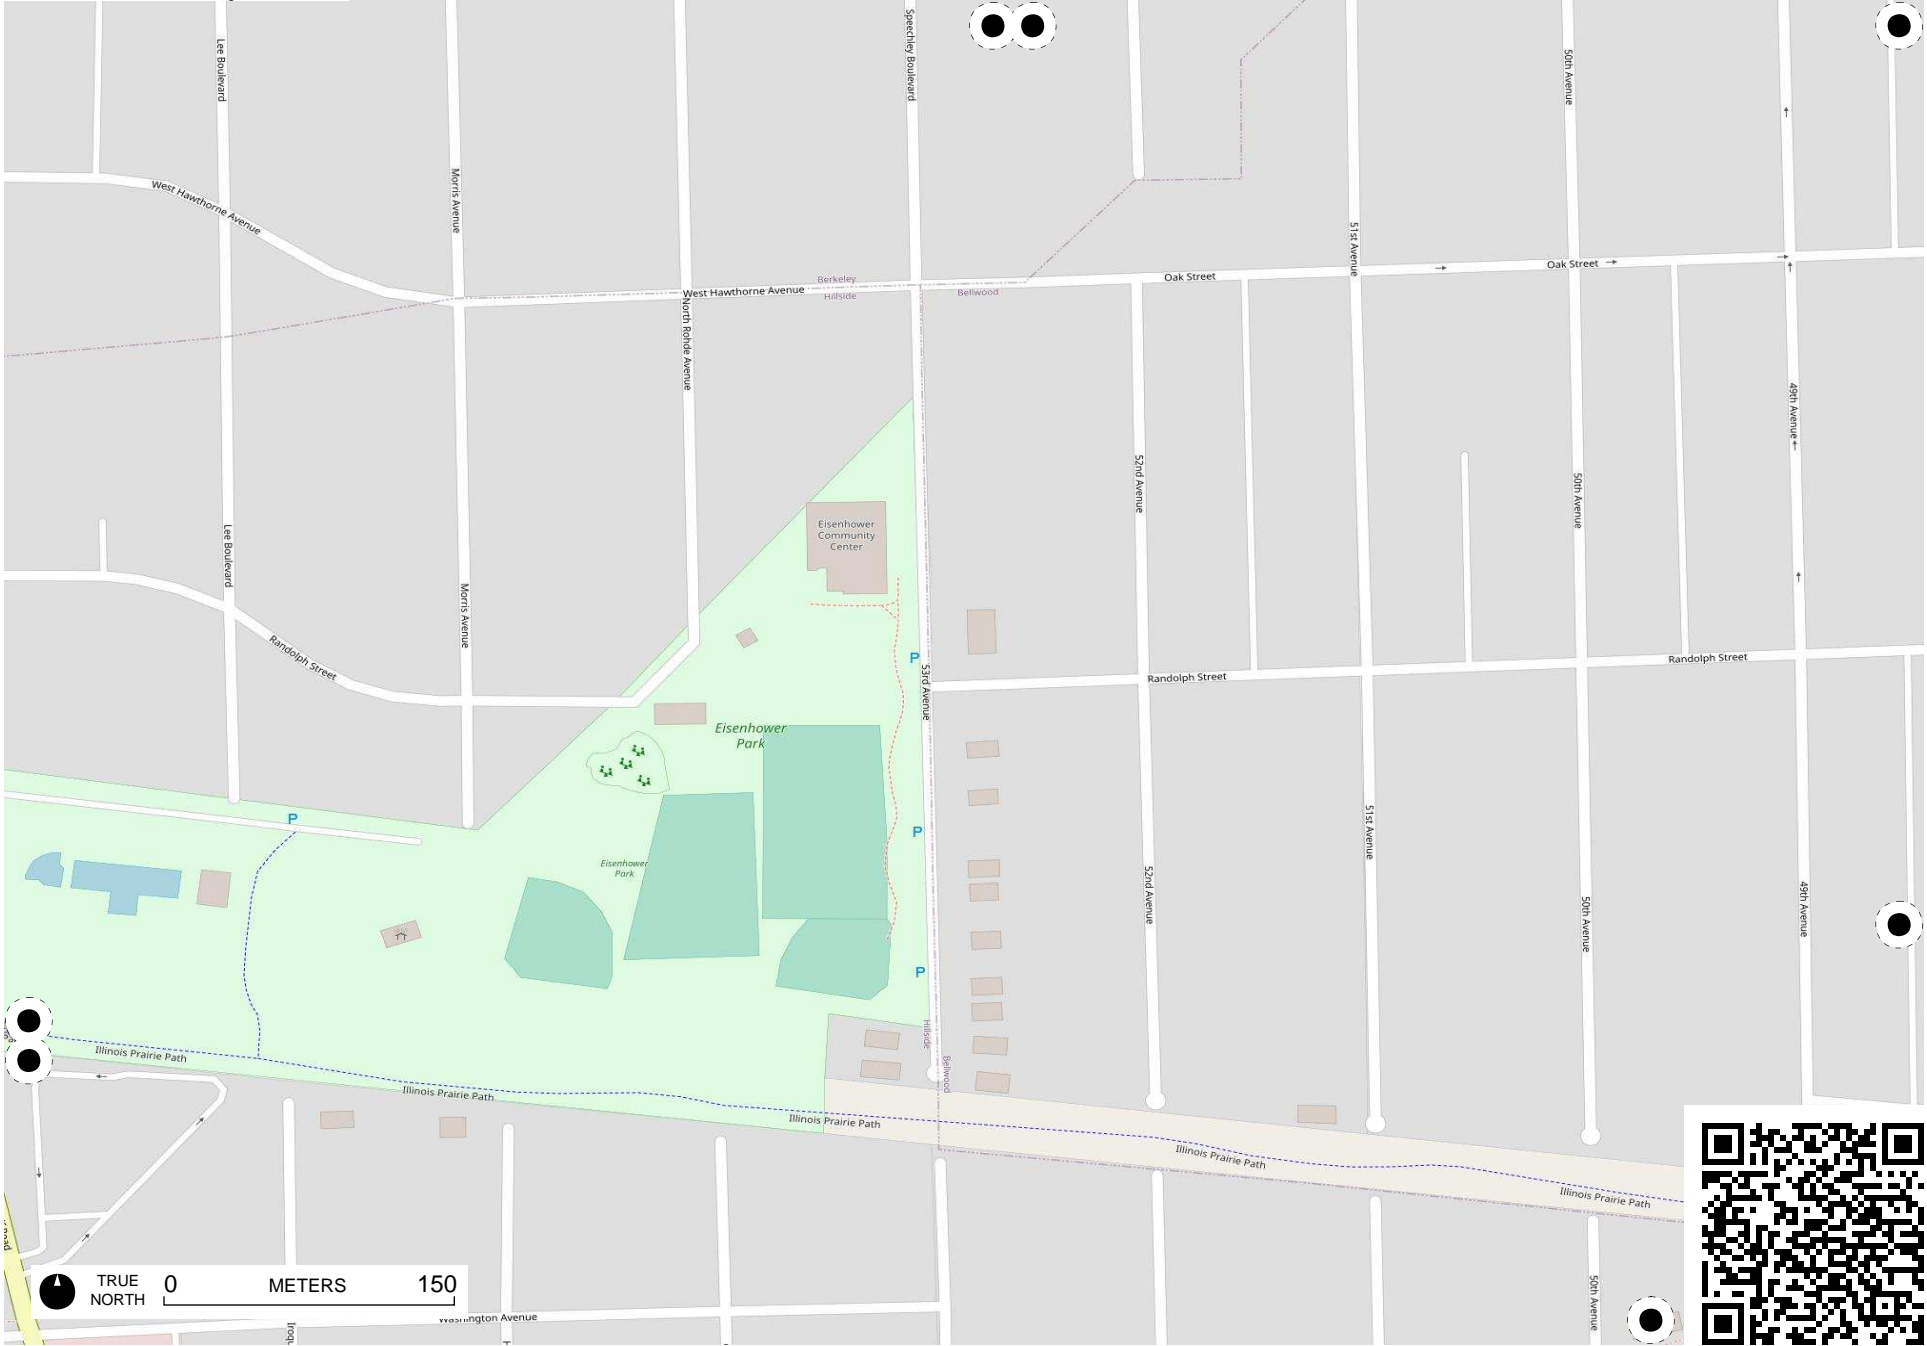 Lee Boulevard
Speechley Boulevard
50th Avenue
Morris Avenue
West Hawthorne Avenue
51st Avenue
Oak Street
Oak Street
Berkeley
West Hawthorne Avenue
Hillside
Bellwood
North Rohde Avenue
49th Avenue
52nd Avenue
50th Avenue
Eisenhower
Community
Center
Lee Boulevard
Morris Avenue
Randolph Street
P
53rd Avenue
Randolph Street
Randolph Street
Eisenhower
Park
P
P
51st Avenue
Eisenhower
Park
52nd Avenue
49th Avenue
50th Avenue
P
Hillside
Bellwood
Illinois Prairie Path
Illinois Prairie Path
Illinois Prairie Path
Illinois Prairie Path
Illinois Prairie Path
TRUE
NORTH
0 METERS 150
Washington Avenue
50th Avenue
Iroqu
H